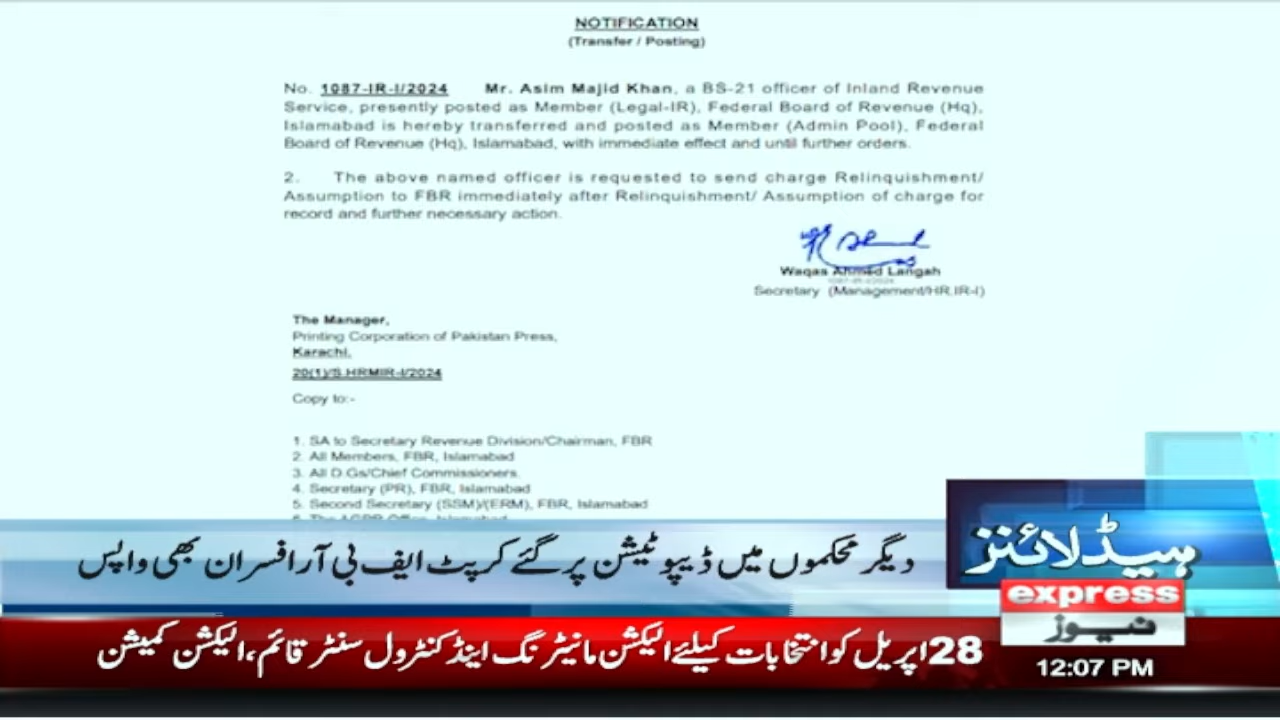 NOTIFICATION
(Transfer / Posting)
No. 1087-IR-I/2024 Mr. Asim Majid Khan, a BS-21 officer of Inland Revenue
Service, presently posted as Member (Legal-IR), Federal Board of Revenue (Hq),
Islamabad is hereby transferred and posted as Member (Admin Pool), Federal
Board of Revenue (Hq), Islamabad, with immediate effect and until further orders.
2. The above named officer is requested to send charge Relinquishment/
Assumption to FBR immediately after Relinquishment/ Assumption of charge for
record and further necessary action.
Waqas Ahmed Langah
1087-IR-I/2024
Secretary (Management/HR.IR-I)
The Manager,
Printing Corporation of Pakistan Press,
Karachi.
20(1)/S.HRMIR-I/2024
Copy to:-
1. SA to Secretary Revenue Division/Chairman, FBR
2. All Members, FBR, Islamabad
3. All D.Gs/Chief Commissioners.
4. Secretary (PR), FBR, Islamabad
5. Second Secretary (SSM)/(ERM), FBR, Islamabad
ہیڈلائنز
دیگر محکموں میں ڈیپوٹیشن پر گئے کرپٹ ایف بی آر افسران بھی واپس
express
نیوز
28 اپریل کو انتخابات کیلئے الیکشن مانیٹرنگ اینڈ کنٹرول سنٹر قائم، الیکشن کمیشن
12:07 PM